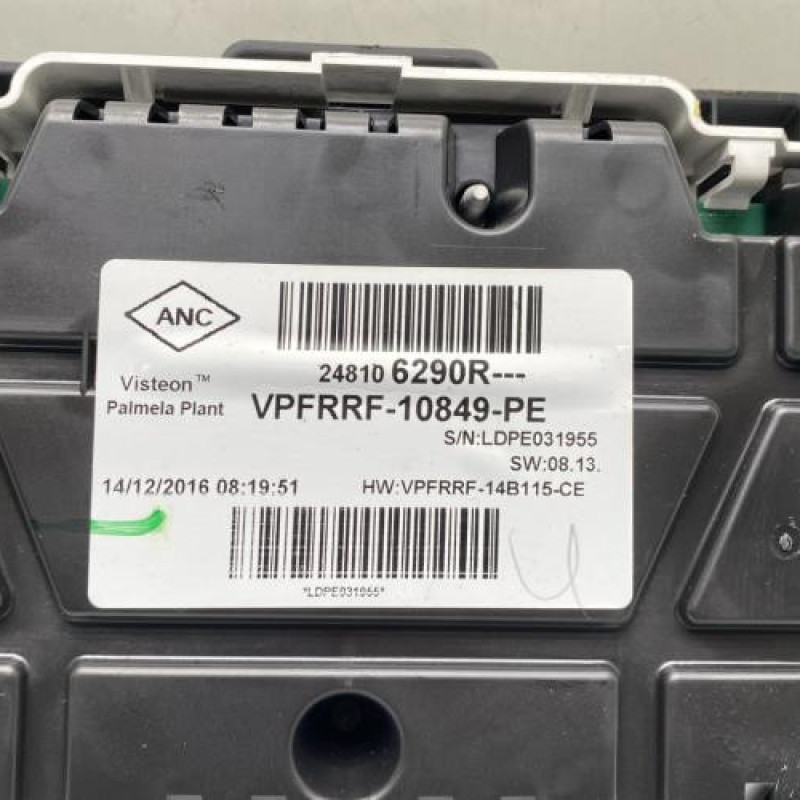 ANC
24810 6290R---
Visteon™
Palmela Plant
VPFRRF-10849-PE
S/N:LDPE031955
SW:08.13.
14/12/2016 08:19:51
HW:VPFRRF-14B115-CE
*LDPE031955*